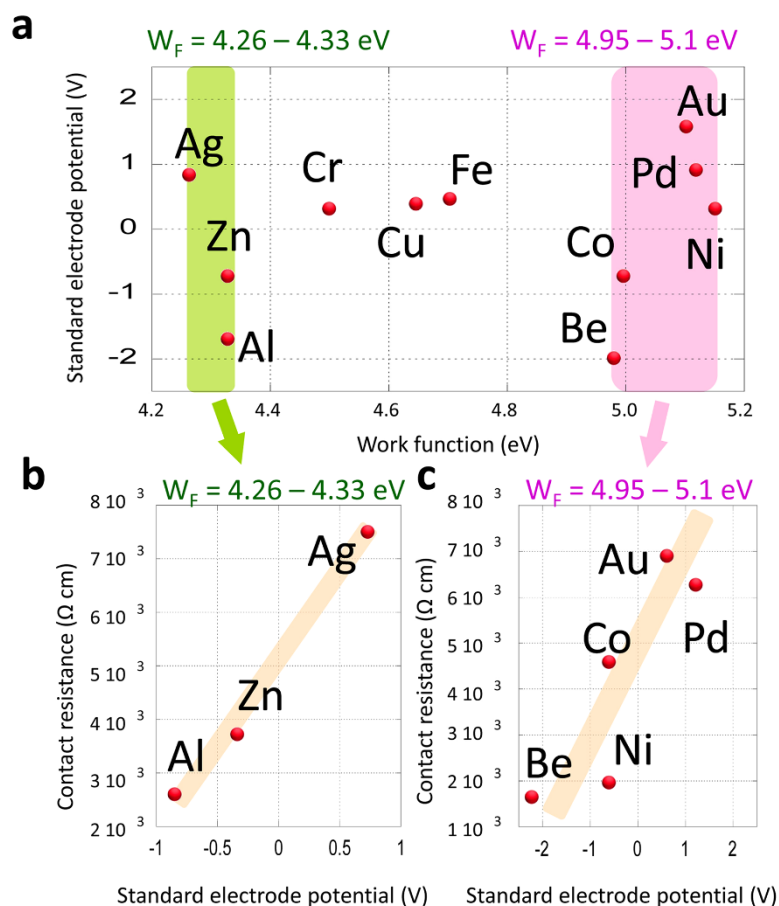 a
W_F = 4.26 – 4.33 eV
W_F = 4.95 – 5.1 eV
Standard electrode potential (V)
2
1
0
-1
-2
Ag
Zn
Al
Cr
Cu
Fe
Co
Be
Au
Pd
Ni
4.2
4.4
4.6
4.8
5.0
5.2
Work function (eV)
b
W_F = 4.26 – 4.33 eV
Contact resistance (Ω cm)
8 10 ³
7 10 ³
6 10 ³
5 10 ³
4 10 ³
3 10 ³
2 10 ³
Ag
Zn
Al
-1
-0.5
0
0.5
1
Standard electrode potential (V)
c
W_F = 4.95 – 5.1 eV
Contact resistance (Ω cm)
8 10 ³
7 10 ³
6 10 ³
5 10 ³
4 10 ³
3 10 ³
2 10 ³
1 10 ³
Au
Pd
Co
Ni
Be
-2
-1
0
1
2
Standard electrode potential (V)